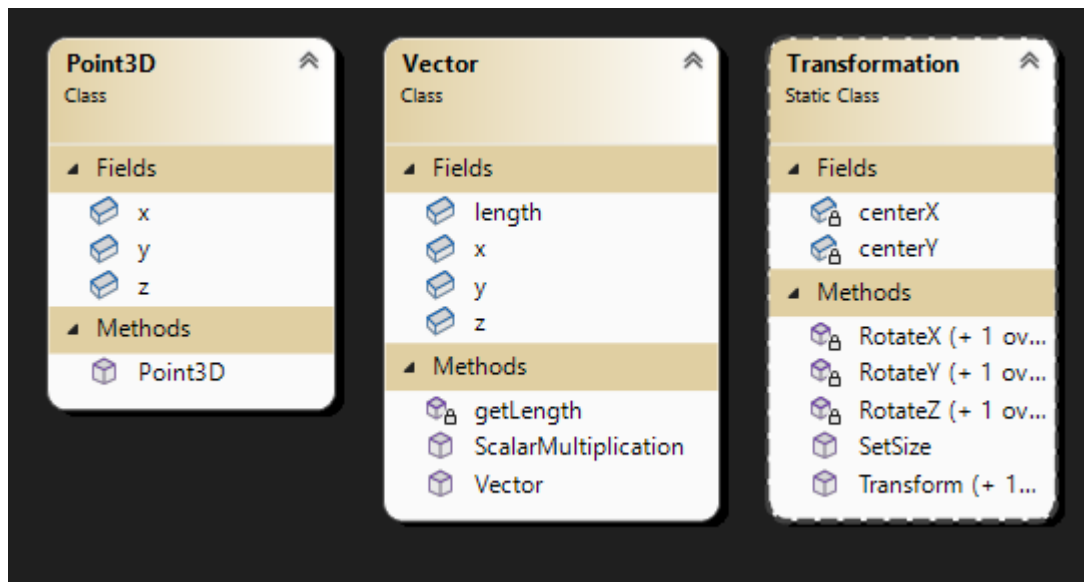 Point3D
Class
Fields
x
y
z
Methods
Point3D
Vector
Class
Fields
length
x
y
z
Methods
getLength
ScalarMultiplication
Vector
Transformation
Static Class
Fields
centerX
centerY
Methods
RotateX (+ 1 ov...
RotateY (+ 1 ov...
RotateZ (+ 1 ov...
SetSize
Transform (+ 1...